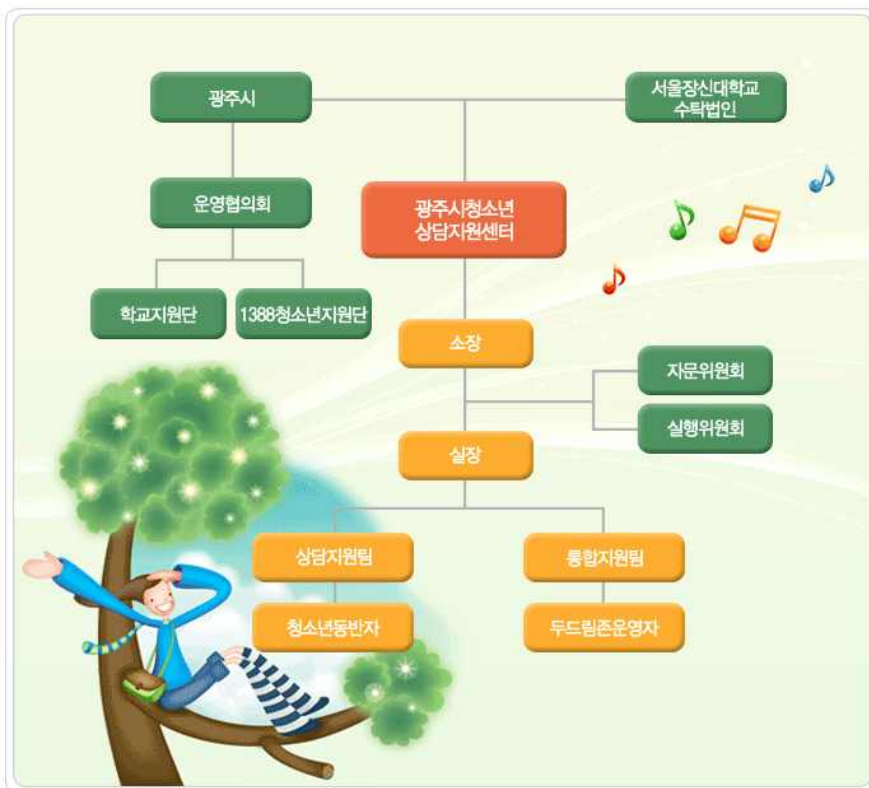 광주시
서울장신대학교
수탁법인
운영협의회
광주시청소년
상담지원센터
학교지원단
1388청소년지원단
소장
자문위원회
실행위원회
실장
상담지원팀
통합지원팀
청소년동반자
두드림존운영자